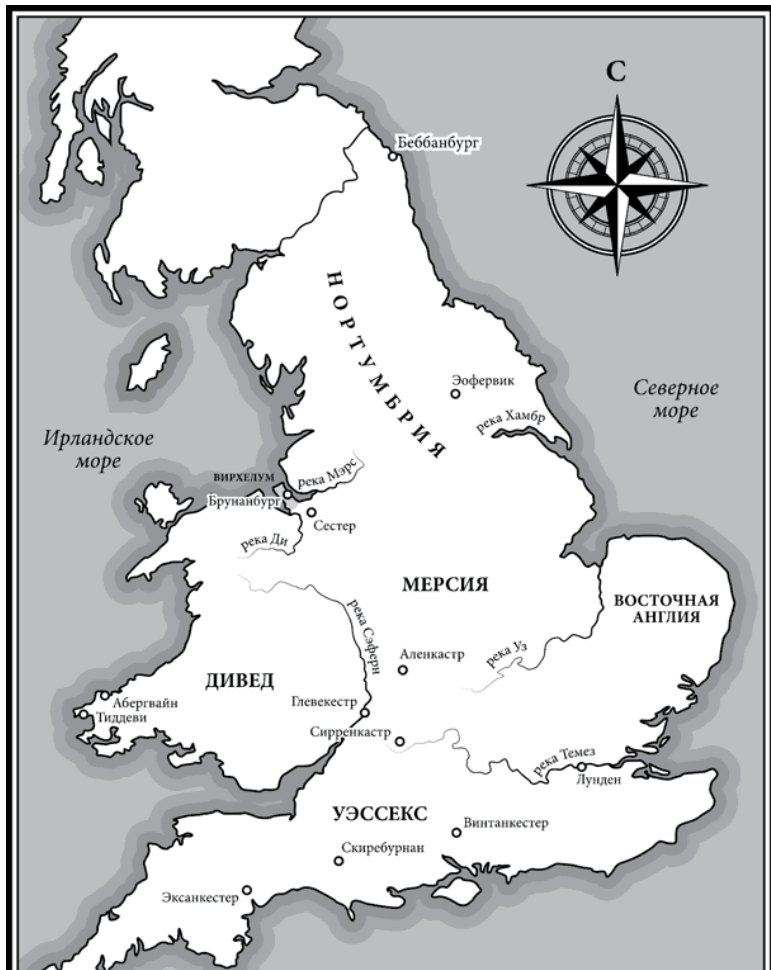 С
Беббанбург
НОРТУМБРИЯ
Эофервик
Северное
море
река Хамбр
Ирландское
море
ВИРХЕЛУМ
река Мэрс
Брунанбург
Сестер
река Ди
МЕРСИЯ
ВОСТОЧНАЯ
АНГЛИЯ
река Сэферн
Аленкастр
река Уз
ДИВЕД
Абергвайн
Тиддеви
Глевекестр
Сирренкастр
река Темез
Лунден
УЭССЕКС
Винтанкестер
Скиребурнан
Эксанкестер